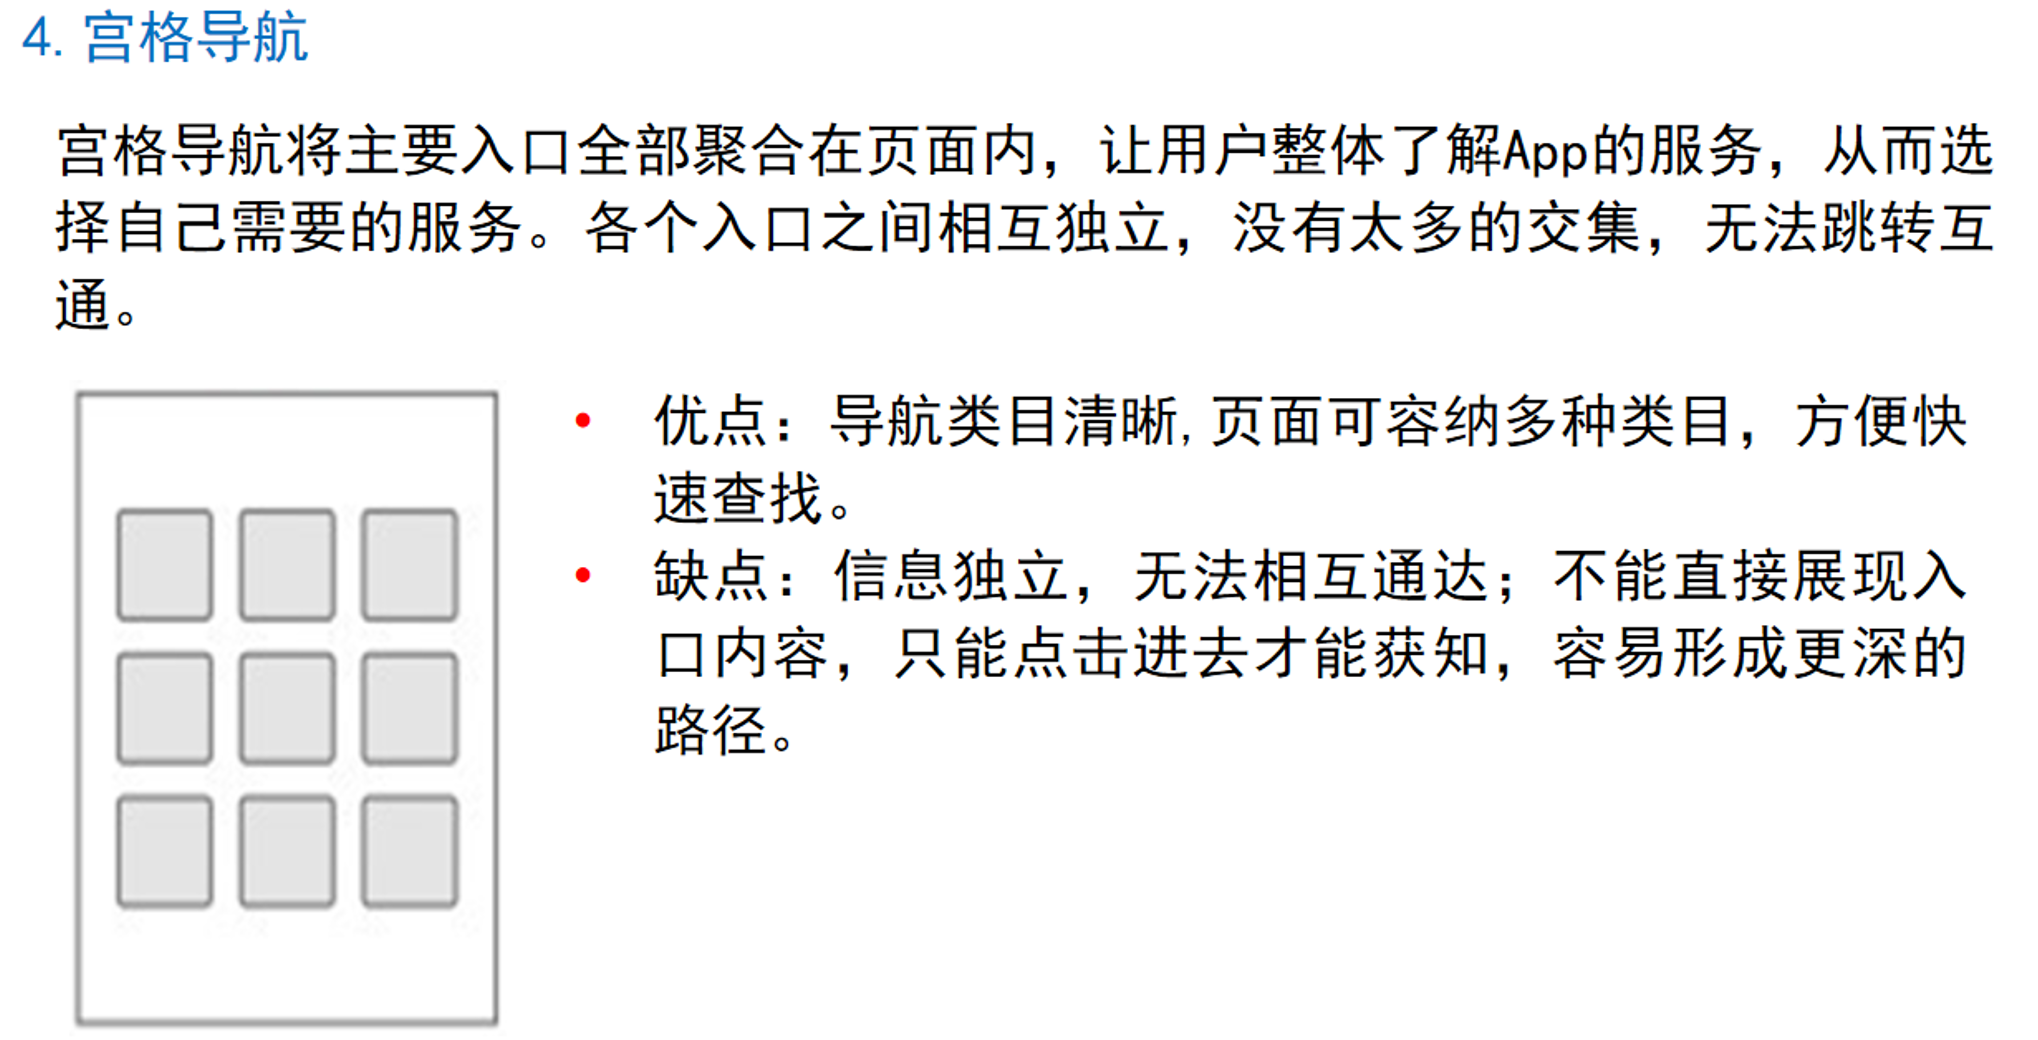 4. 宫格导航
宫格导航将主要入口全部聚合在页面内，让用户整体了解App的服务，从而选
择自己需要的服务。各个入口之间相互独立，没有太多的交集，无法跳转互
通。
• 优点：导航类目清晰,页面可容纳多种类目，方便快
速查找。
• 缺点：信息独立，无法相互通达；不能直接展现入
口内容，只能点击进去才能获知，容易形成更深的
路径。